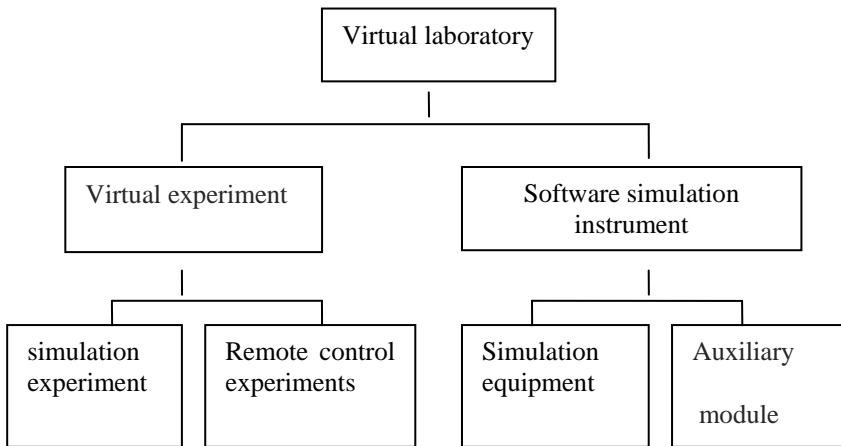 Virtual laboratory
Virtual experiment
Software simulation
instrument
simulation
experiment
Remote control
experiments
Simulation
equipment
Auxiliary
module